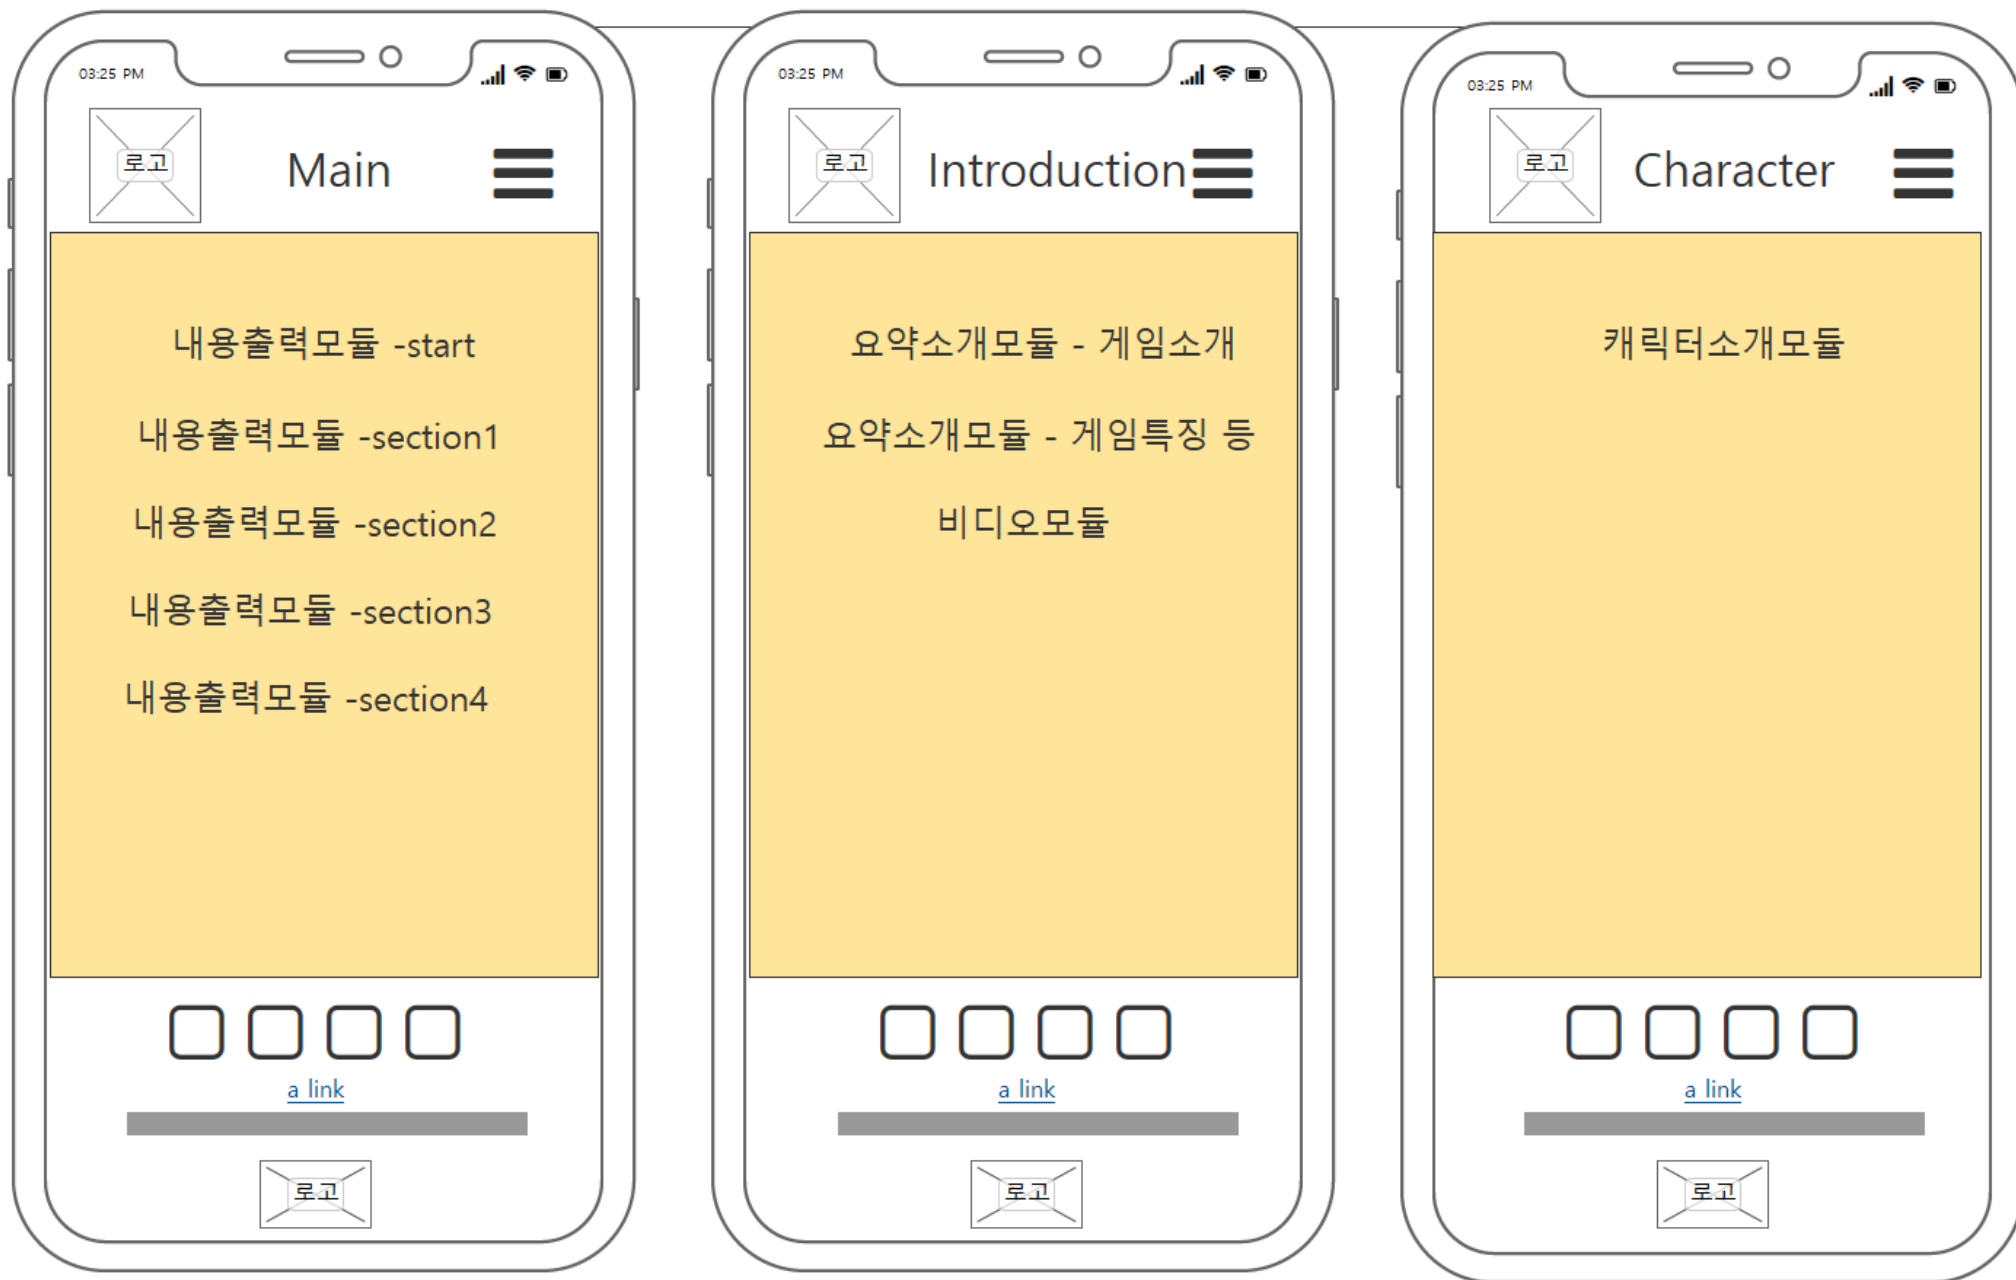 03:25 PM
로고
Main
내용출력모듈 -start
내용출력모듈 -section1
내용출력모듈 -section2
내용출력모듈 -section3
내용출력모듈 -section4
a link
로고
03:25 PM
로고
Introduction
요약소개모듈 - 게임소개
요약소개모듈 - 게임특징 등
비디오모듈
a link
로고
03:25 PM
로고
Character
캐릭터소개모듈
a link
로고